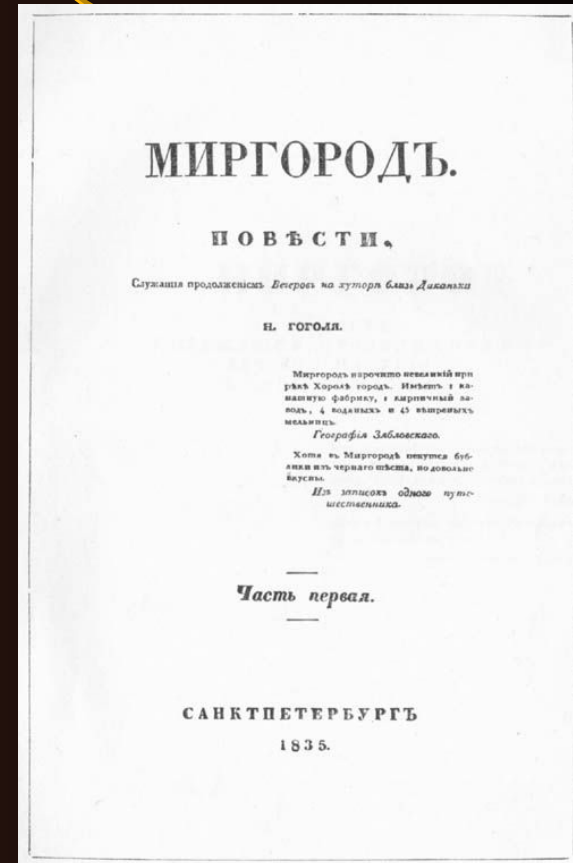 МИРГОРОДЪ.
ПОВѢСТИ,
Служащія продолженіемъ Вечеровъ на хуторѣ близь Диканьки
Н. ГОГОЛЯ.
Миргородъ нарочито невеликій при
рѣкѣ Хоролѣ городъ. Имѣетъ 1 ка-
натную фабрику, 1 кирпичный за-
водъ, 4 водяныхъ и 45 вѣтреныхъ
мельницъ.
Географія Зябловскаго.
Хотя въ Миргородѣ пекутся буб-
лики изъ чернаго тѣста, но довольно
вкусны.
Изъ записокъ одного путе-
шественника.
Часть первая.
САНКТПЕТЕРБУРГЪ
1835.